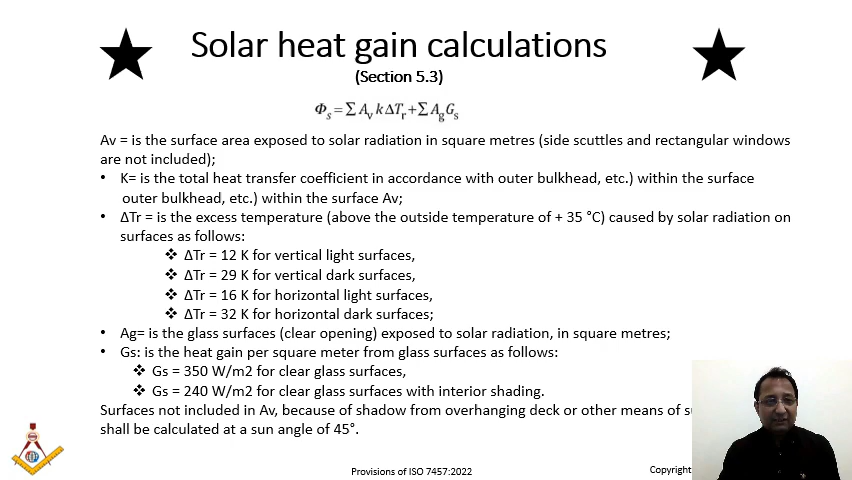 Solar heat gain calculations
(Section 5.3)
Φs = ∑ Av k ΔTr + ∑ Ag Gs
Av = is the surface area exposed to solar radiation in square metres (side scuttles and rectangular windows
are not included);
• K= is the total heat transfer coefficient in accordance with outer bulkhead, etc.) within the surface
outer bulkhead, etc.) within the surface Av;
• ΔTr = is the excess temperature (above the outside temperature of + 35 °C) caused by solar radiation on
surfaces as follows:
❖ ΔTr = 12 K for vertical light surfaces,
❖ ΔTr = 29 K for vertical dark surfaces,
❖ ΔTr = 16 K for horizontal light surfaces,
❖ ΔTr = 32 K for horizontal dark surfaces;
• Ag= is the glass surfaces (clear opening) exposed to solar radiation, in square metres;
• Gs: is the heat gain per square meter from glass surfaces as follows:
❖ Gs = 350 W/m2 for clear glass surfaces,
❖ Gs = 240 W/m2 for clear glass surfaces with interior shading.
Surfaces not included in Av, because of shadow from overhanging deck or other means of
shall be calculated at a sun angle of 45°.
Provisions of ISO 7457:2022
Copyright